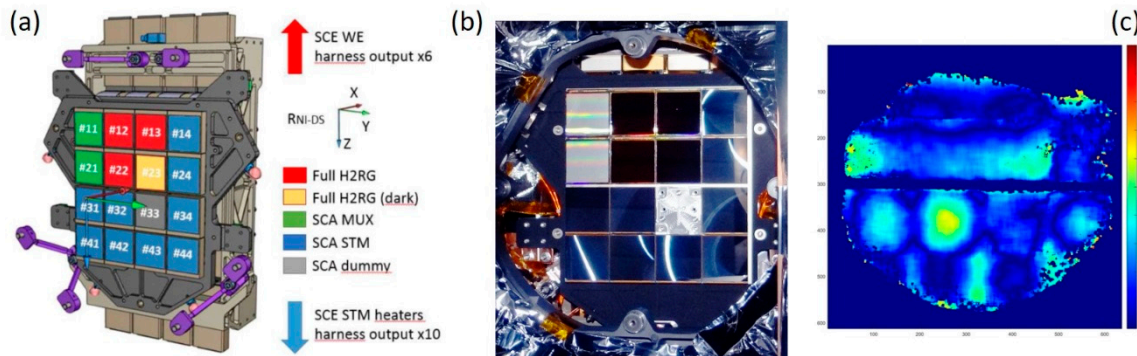 (a)
SCE WE
harness output x6
X
RNI-DS
Y
Z
#11 #12 #13 #14
#21 #22 #23 #24
#31 #32 #33 #34
#41 #42 #43 #44
Full H2RG
Full H2RG (dark)
SCA MUX
SCA STM
SCA dummy
SCE STM heaters
harness output x10
(b)
(c)
100
200
300
400
500
600
100 200 300 400 500 600